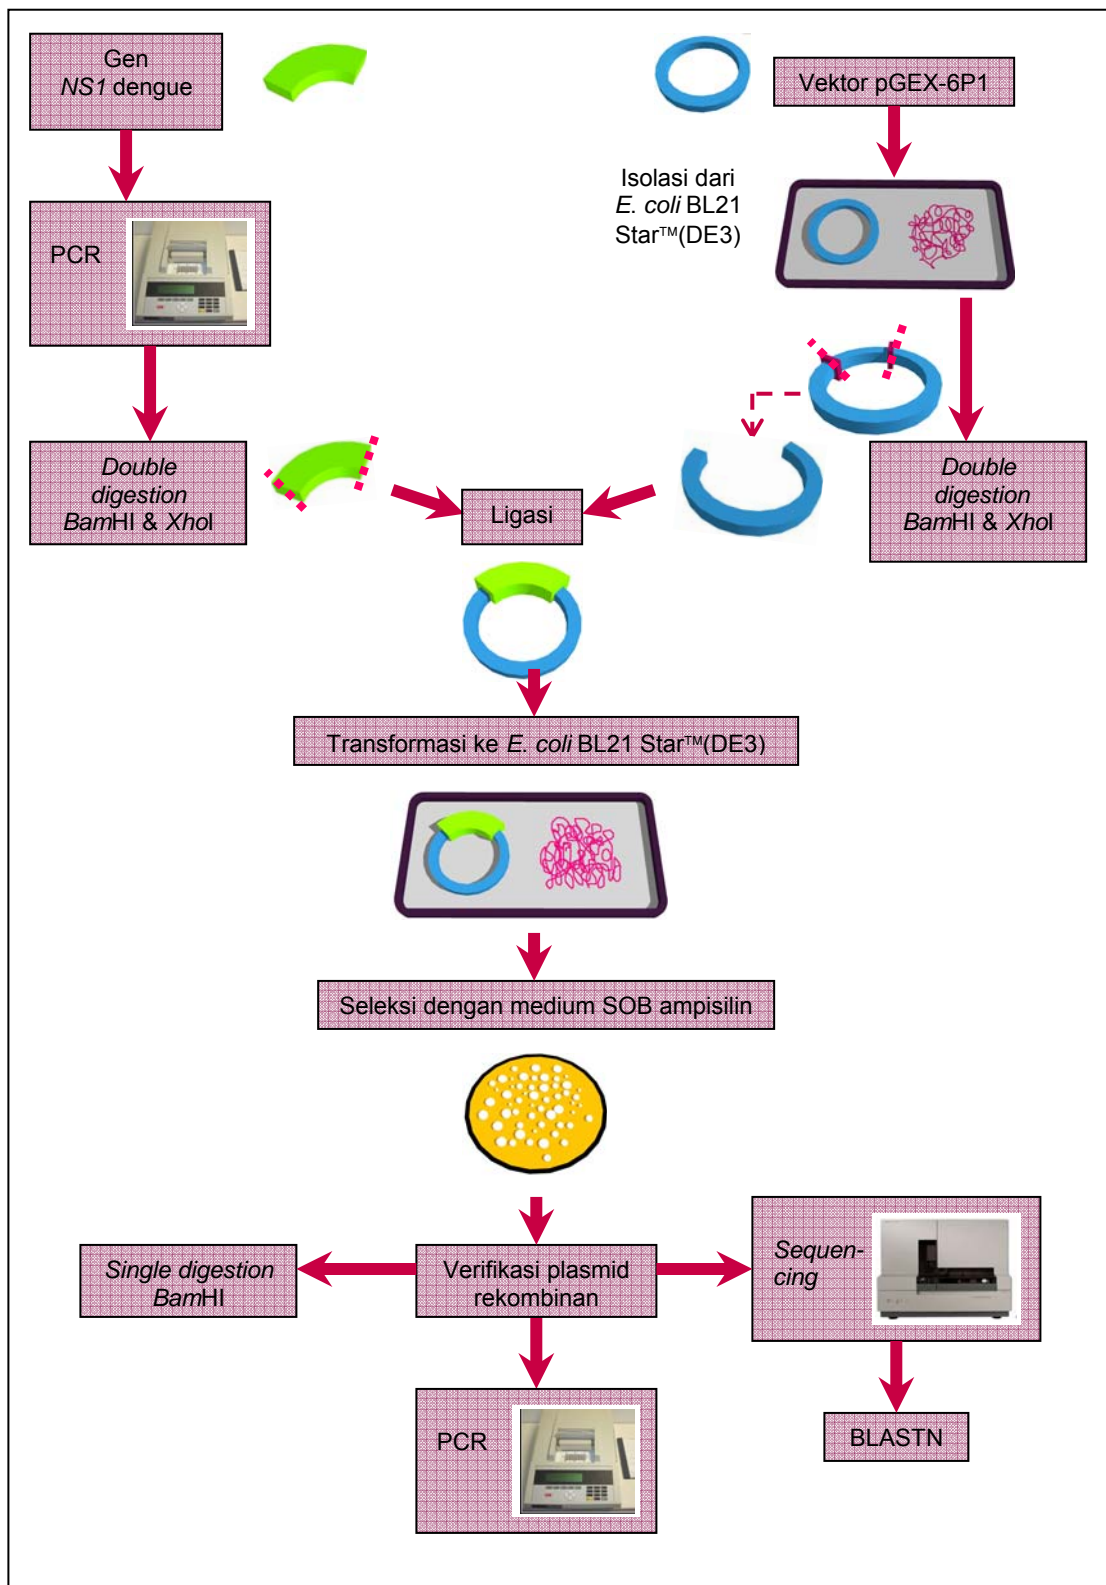 Gen
NS1 dengue
Vektor pGEX-6P1
Isolasi dari
E. coli BL21
Star™(DE3)
PCR
Double
digestion
BamHI & XhoI
Ligasi
Double
digestion
BamHI & XhoI
Transformasi ke E. coli BL21 Star™(DE3)
Seleksi dengan medium SOB ampisilin
Single digestion
BamHI
Verifikasi plasmid
rekombinan
Sequen-
cing
PCR
BLASTN